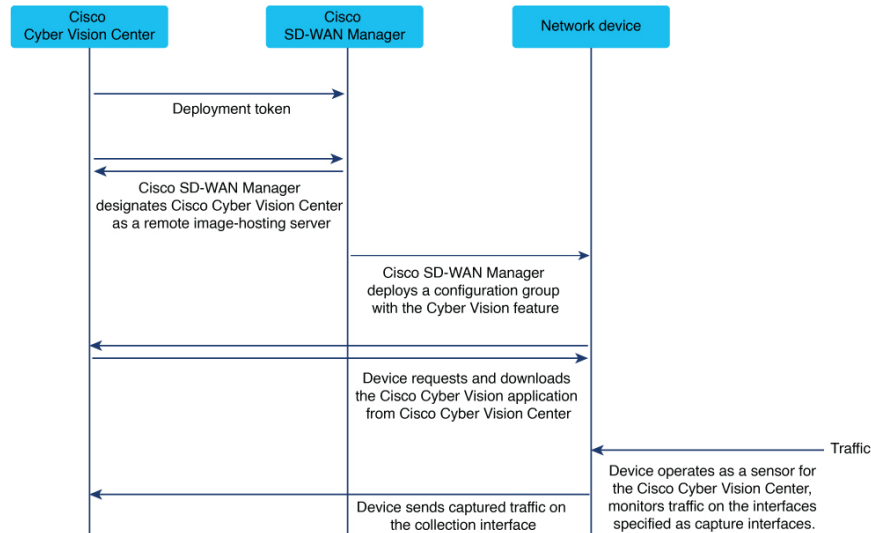 Cisco
Cyber Vision Center
Cisco
SD-WAN Manager
Network device
Deployment token
Cisco SD-WAN Manager
designates Cisco Cyber Vision Center
as a remote image-hosting server
Cisco SD-WAN Manager
deploys a configuration group
with the Cyber Vision feature
Device requests and downloads
the Cisco Cyber Vision application
from Cisco Cyber Vision Center
Traffic
Device operates as a sensor for
the Cisco Cyber Vision Center,
monitors traffic on the interfaces
specified as capture interfaces.
Device sends captured traffic on
the collection interface